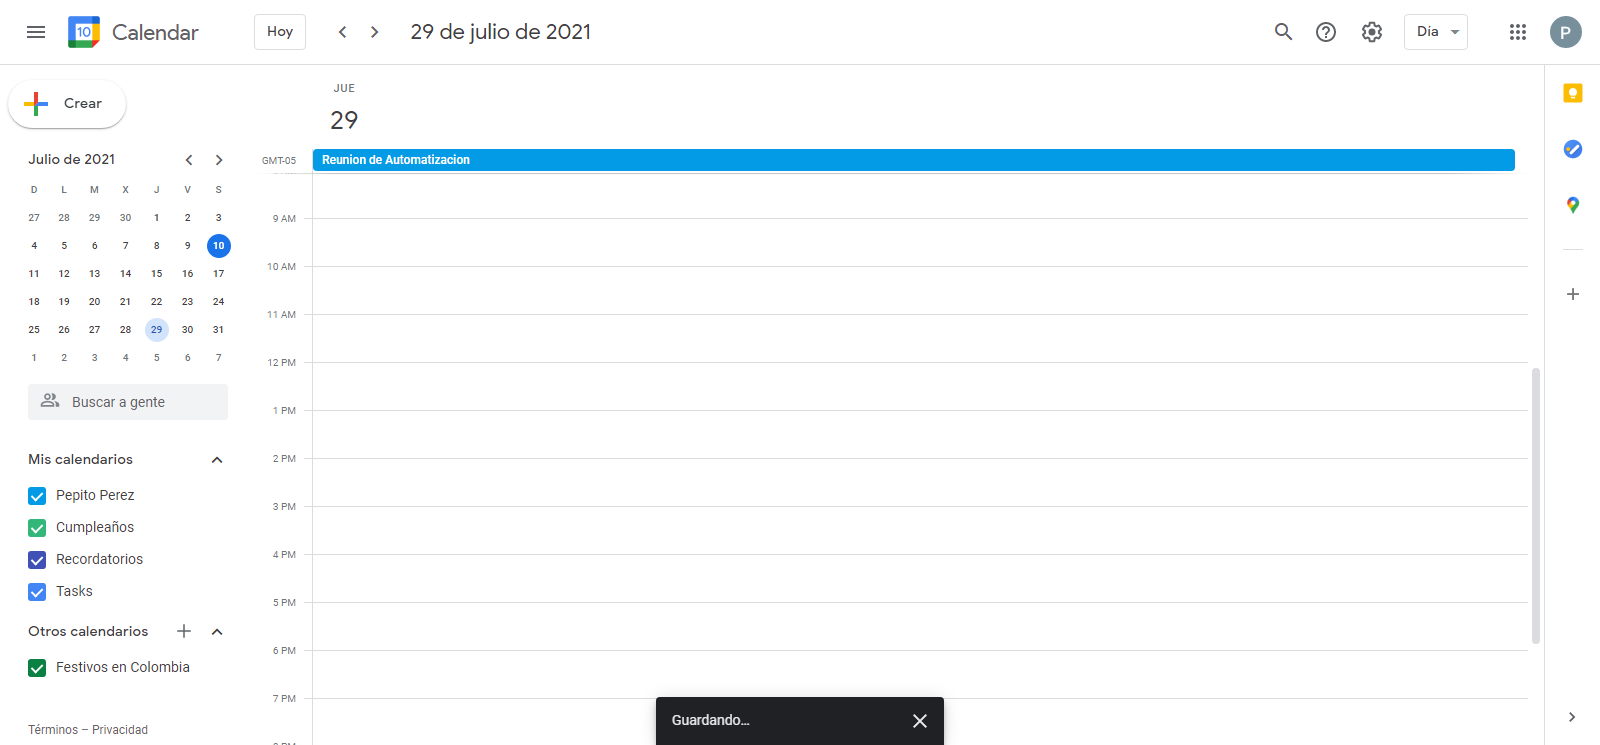 10 Calendar Hoy 29 de julio de 2021 Día P
Crear
JUE
29
Julio de 2021
GMT-05 Reunion de Automatizacion
D L M X J V S
27 28 29 30 1 2 3
4 5 6 7 8 9 10
11 12 13 14 15 16 17
18 19 20 21 22 23 24
25 26 27 28 29 30 31
1 2 3 4 5 6 7
Buscar a gente
Mis calendarios
Pepito Perez
Cumpleaños
Recordatorios
Tasks
Otros calendarios
Festivos en Colombia
Términos – Privacidad
9 AM
10 AM
11 AM
12 PM
1 PM
2 PM
3 PM
4 PM
5 PM
6 PM
7 PM
Guardando...